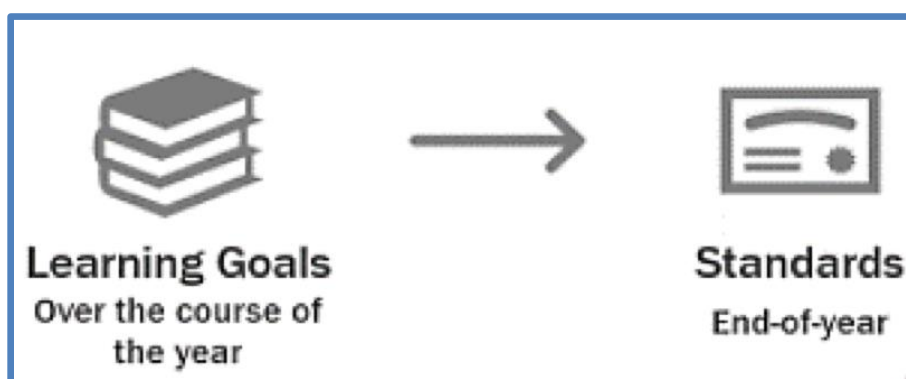 Learning Goals
Over the course of
the year
Standards
End-of-year